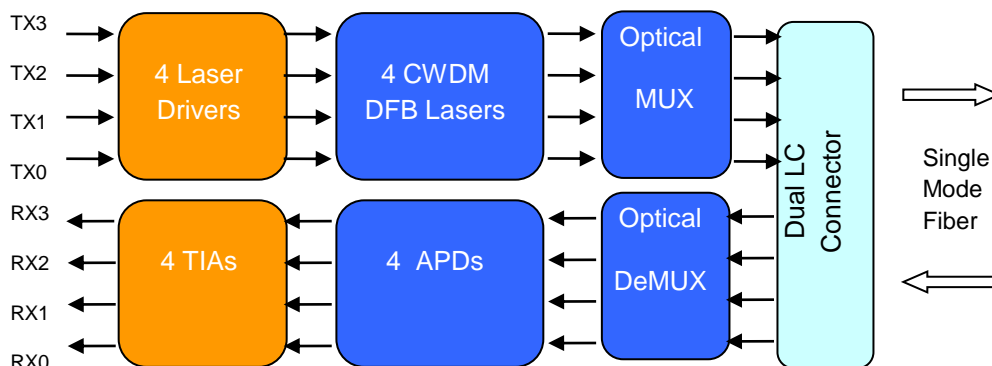 TX3
TX2
TX1
TX0
4 Laser
Drivers
4 CWDM
DFB Lasers
Optical
MUX
Dual LC
Connector
Single
Mode
Fiber
RX3
RX2
RX1
RX0
4 TIAs
4 APDs
Optical
DeMUX